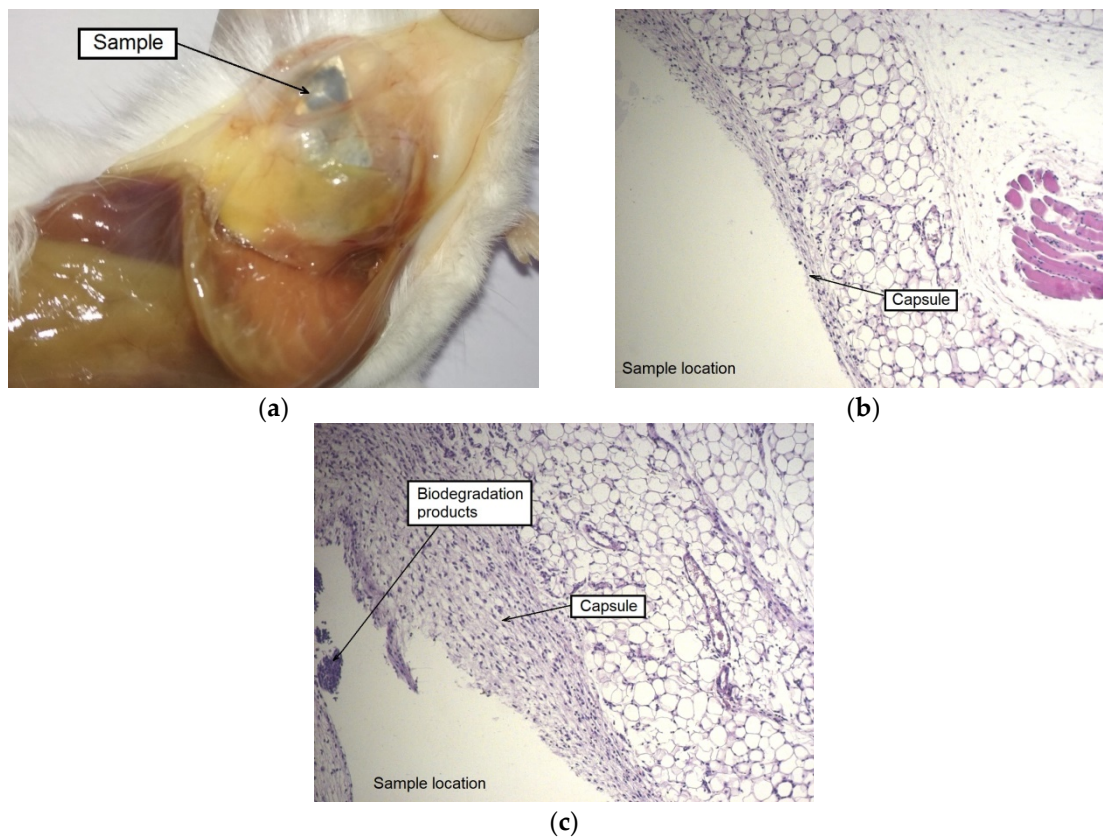 Sample
(a)
Capsule
Sample location
(b)
Biodegradation
products
Capsule
Sample location
(c)